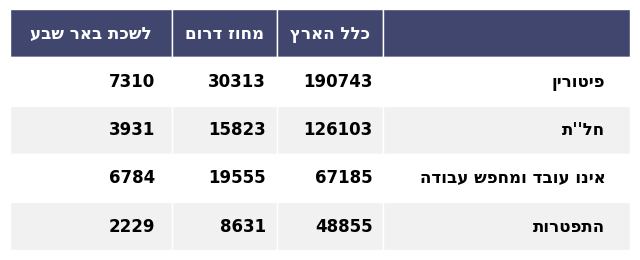 כלל הארץ מחוז דרום לשכת באר שבע
פיטורין 190743 30313 7310
חל''ת 126103 15823 3931
אינו עובד ומחפש עבודה 67185 19555 6784
התפטרות 48855 8631 2229